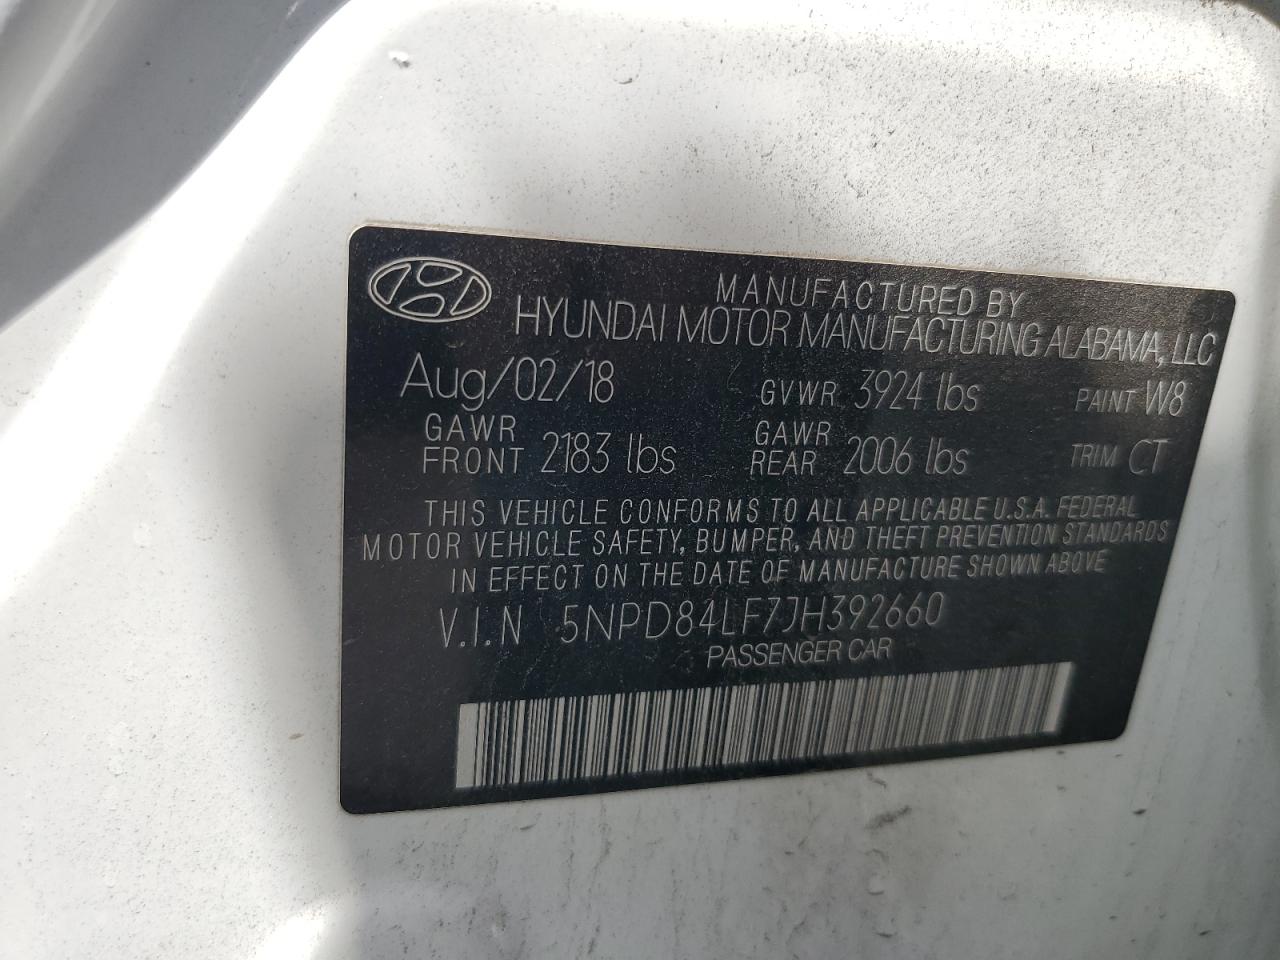 MANUFACTURED BY
HYUNDAI MOTOR MANUFACTURING ALABAMA, LLC
Aug/02/18 GVWR 3924 lbs PAINT W8
GAWR FRONT 2183 lbs GAWR REAR 2006 lbs TRIM CT
THIS VEHICLE CONFORMS TO ALL APPLICABLE U.S.A. FEDERAL
MOTOR VEHICLE SAFETY, BUMPER, AND THEFT PREVENTION STANDARDS
IN EFFECT ON THE DATE OF MANUFACTURE SHOWN ABOVE
V.I.N 5NPD84LF7JH392660
PASSENGER CAR